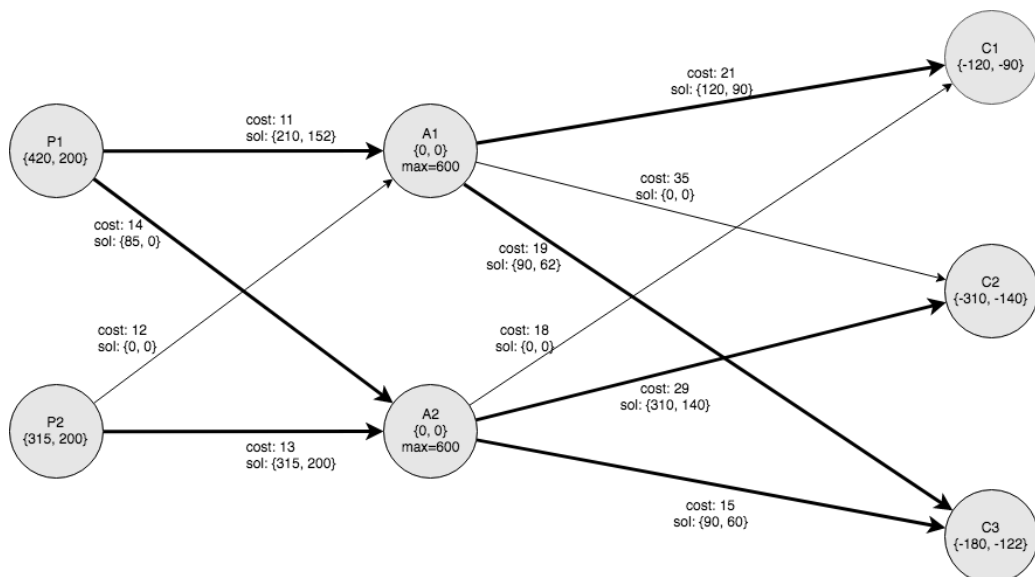 C1
{-120, -90}
cost: 21
sol: {120, 90}
cost: 11
sol: {210, 152}
P1
{420, 200}
A1
{0, 0}
max=600
cost: 35
sol: {0, 0}
cost: 14
sol: {85, 0}
cost: 19
sol: {90, 62}
C2
{-310, -140}
cost: 12
sol: {0, 0}
cost: 18
sol: {0, 0}
cost: 29
sol: {310, 140}
P2
{315, 200}
A2
{0, 0}
max=600
cost: 13
sol: {315, 200}
cost: 15
sol: {90, 60}
C3
{-180, -122}